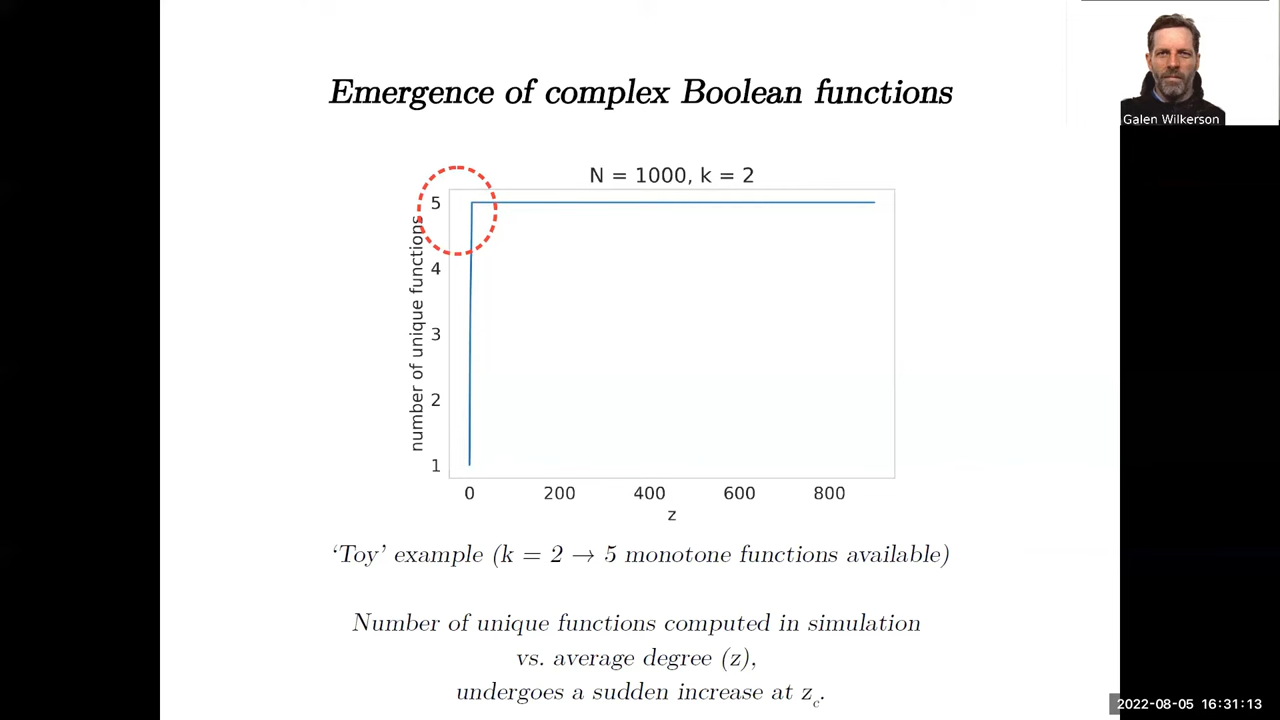 Emergence of complex Boolean functions
Galen Wilkerson
N = 1000, k = 2
number of unique functions
5
4
3
2
1
0 200 400 600 800
z
‘Toy’ example (k = 2 → 5 monotone functions available)
Number of unique functions computed in simulation
vs. average degree (z),
undergoes a sudden increase at z_c.
2022-08-05 16:31:13